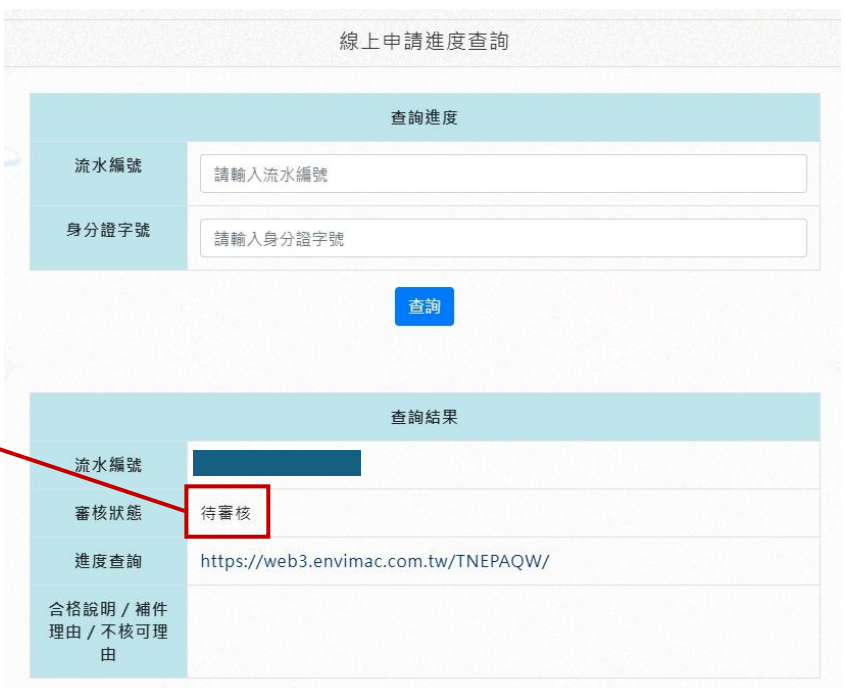 線上申請進度查詢
查詢進度
流水編號
請輸入流水編號
身分證字號
請輸入身分證字號
查詢
查詢結果
流水編號
審核狀態
待審核
進度查詢
https://web3.envimac.com.tw/TNEPAQW/
合格說明 / 補件
理由 / 不核可理
由